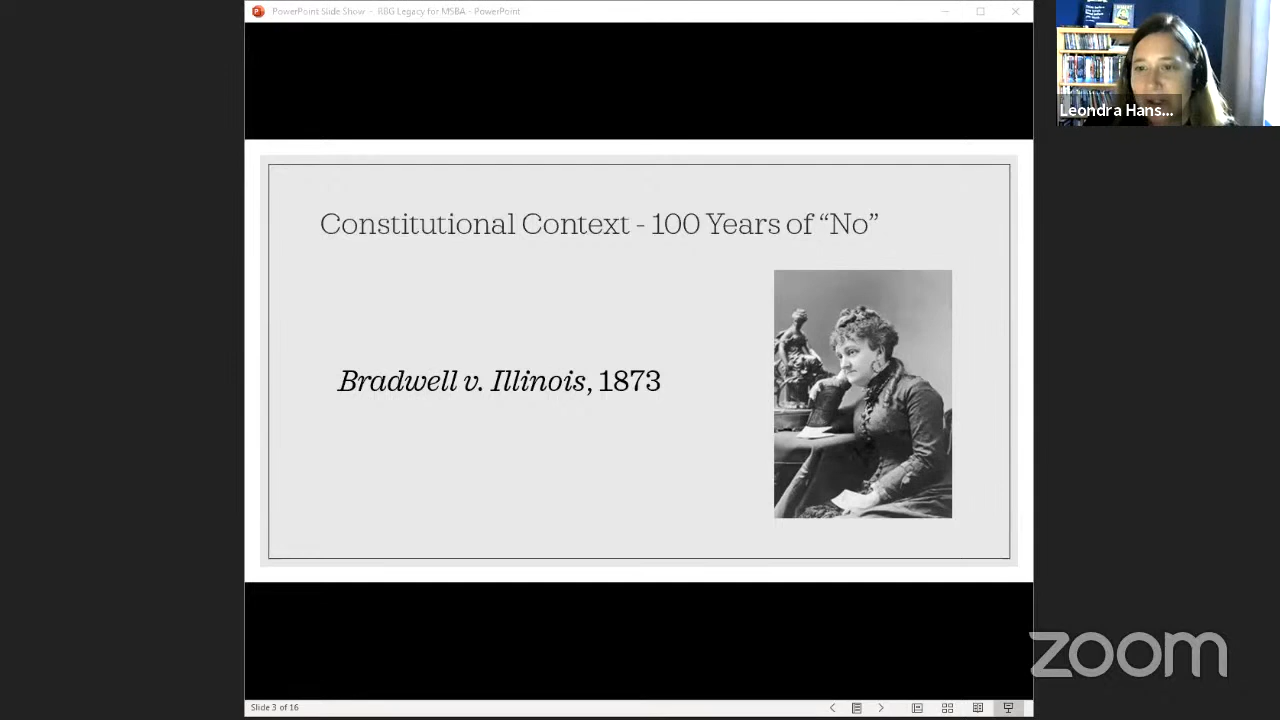 PowerPoint Slide Show - RBG Legacy for MSBA - PowerPoint
Leondra Hans...
Constitutional Context - 100 Years of “No”
Bradwell v. Illinois, 1873
zoom
Slide 3 of 16